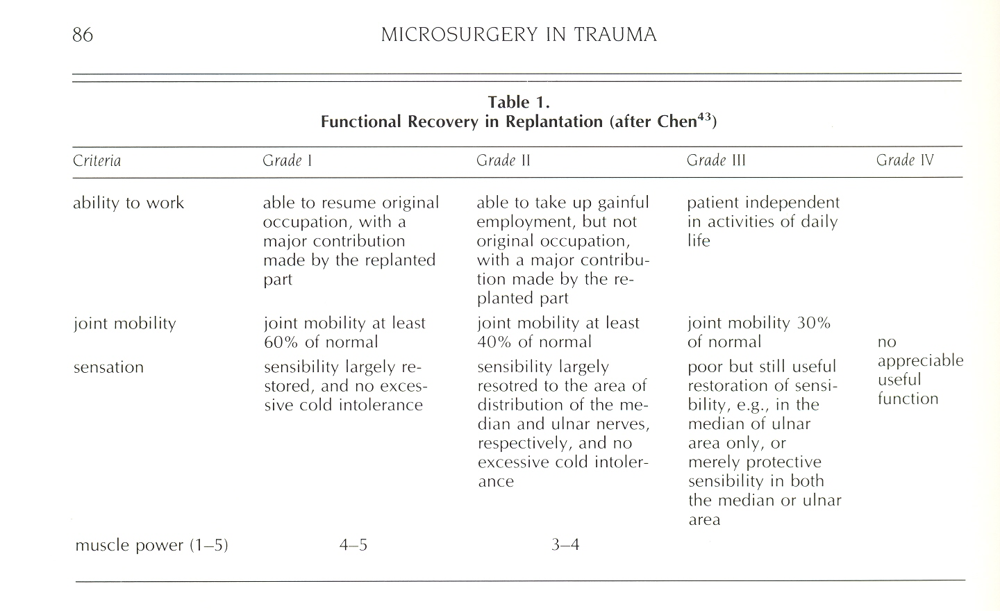 86 MICROSURGERY IN TRAUMA
Table 1.
Functional Recovery in Replantation (after Chen43)
Criteria Grade I Grade II Grade III Grade IV
ability to work able to resume original able to take up gainful patient independent
occupation, with a employment, but not in activities of daily
major contribution original occupation, life
made by the replanted with a major contribu-
part tion made by the re-
planted part
joint mobility joint mobility at least joint mobility at least joint mobility 30%
60% of normal 40% of normal of normal no
appreciable
sensation sensibility largely re- sensibility largely poor but still useful
useful
stored, and no exces- resotred to the area of restoration of sensi-
function
sive cold intolerance distribution of the me- bility, e.g., in the
dian and ulnar nerves, median of ulnar
respectively, and no area only, or
excessive cold intoler- merely protective
ance sensibility in both
the median or ulnar
area
muscle power (1–5) 4–5 3–4